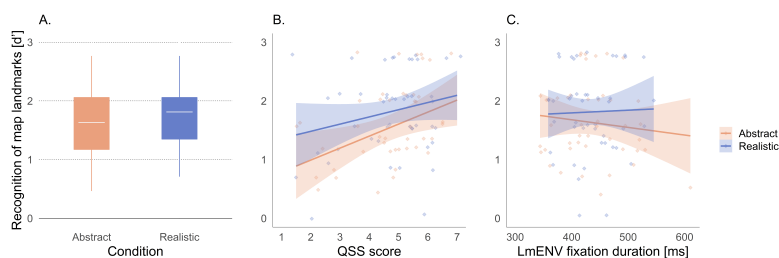 A.
B.
C.
Recognition of map landmarks [d']
3
2
1
0
Abstract
Realistic
Condition
3
2
1
0
1 2 3 4 5 6 7
QSS score
3
2
1
0
300 400 500 600
LmENV fixation duration [ms]
Abstract
Realistic